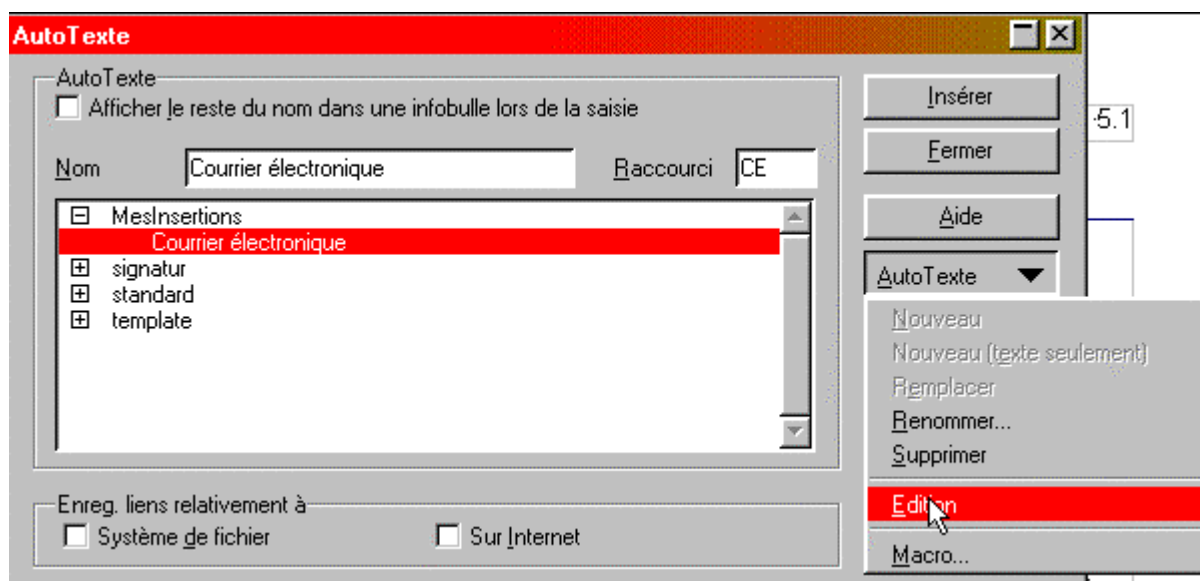 AutoTexte
AutoTexte
Afficher le reste du nom dans une infobulle lors de la saisie
Nom Courrier électronique Raccourci CE
MesInsertions
Courrier électronique
signatur
standard
template
Enreg. liens relativement à
Système de fichier Sur Internet
Insérer
Fermer
Aide
AutoTexte
Nouveau
Nouveau (texte seulement)
Remplacer
Renommer...
Supprimer
Edition
Macro...
·5.1